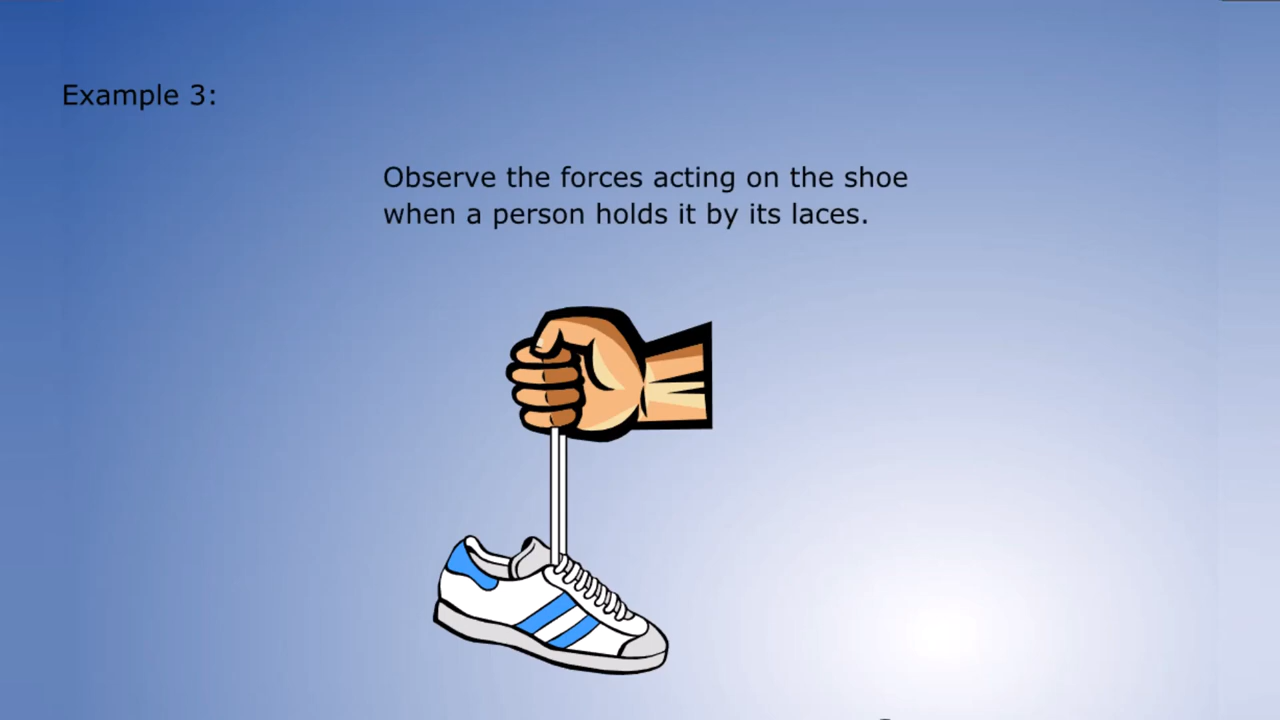 Example 3:
Observe the forces acting on the shoe
when a person holds it by its laces.